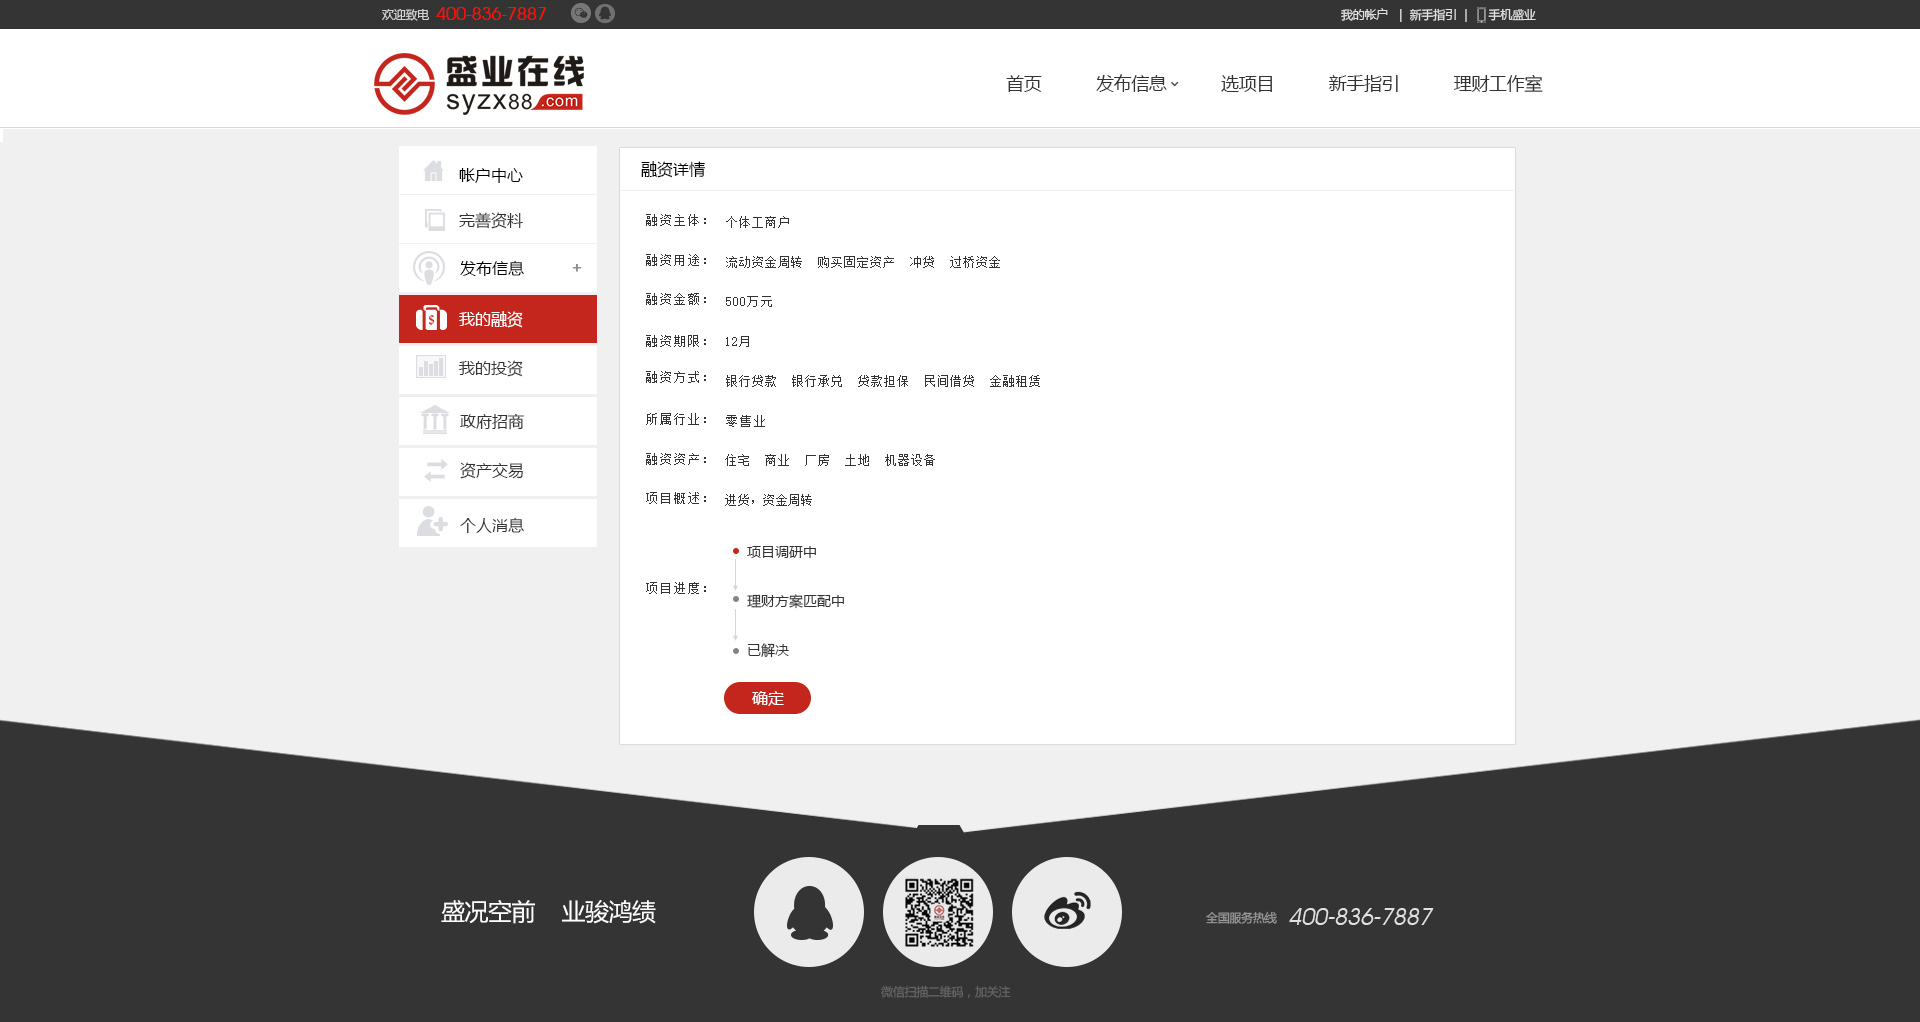 欢迎致电 400-836-7887
我的帐户 | 新手指引 | 手机盛业
盛业在线
syzx88.com
首页 发布信息 选项目 新手指引 理财工作室
帐户中心
完善资料
发布信息 +
我的融资
我的投资
政府招商
资产交易
个人消息
融资详情
融资主体： 个体工商户
融资用途： 流动资金周转 购买固定资产 冲贷 过桥资金
融资金额： 500万元
融资期限： 12月
融资方式： 银行贷款 银行承兑 贷款担保 民间借贷 金融租赁
所属行业： 零售业
融资资产： 住宅 商业 厂房 土地 机器设备
项目概述： 进货，资金周转
项目进度：
项目调研中
理财方案匹配中
已解决
确定
盛况空前 业骏鸿绩
全国服务热线 400-836-7887
微信扫描二维码，加关注